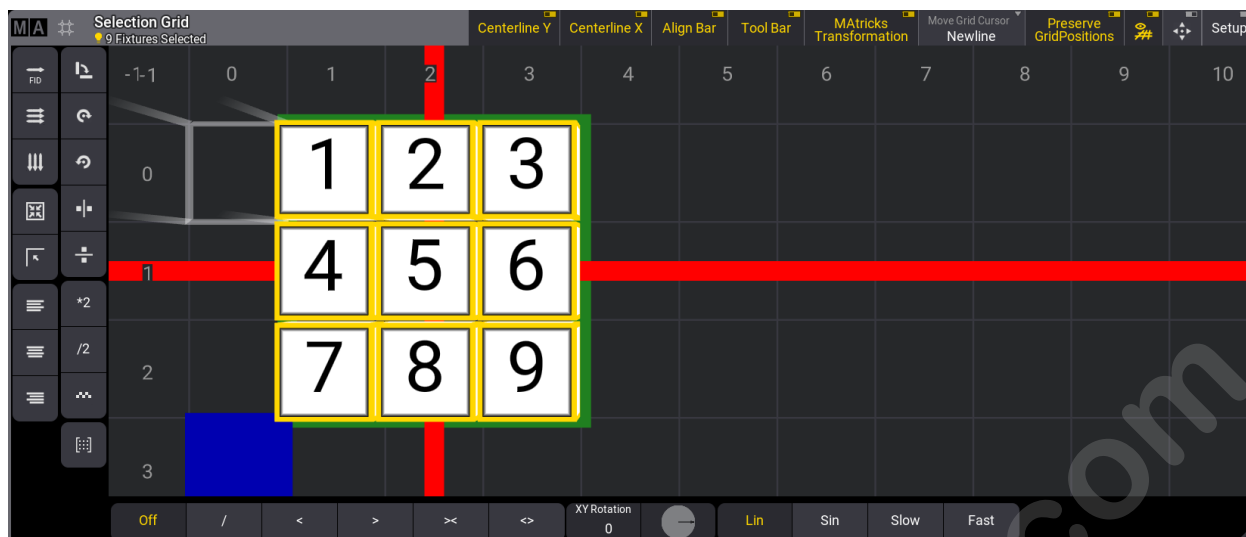 MA Selection Grid
9 Fixtures Selected
Centerline Y
Centerline X
Align Bar
Tool Bar
MAtricks
Transformation
Move Grid Cursor
Newline
Preserve
GridPositions
Setup
FID
-1-1 0 1 2 3 4 5 6 7 8 9 10
0 1 2 3
1 4 5 6
*2
/2
2 7 8 9
3
Off / < > >< <> XY Rotation
0
Lin Sin Slow Fast
com